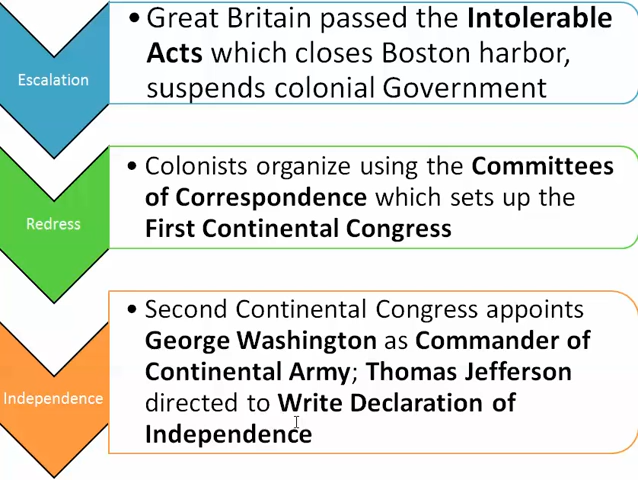 Escalation
• Great Britain passed the Intolerable
Acts which closes Boston harbor,
suspends colonial Government
Redress
• Colonists organize using the Committees
of Correspondence which sets up the
First Continental Congress
Independence
• Second Continental Congress appoints
George Washington as Commander of
Continental Army; Thomas Jefferson
directed to Write Declaration of
Independence